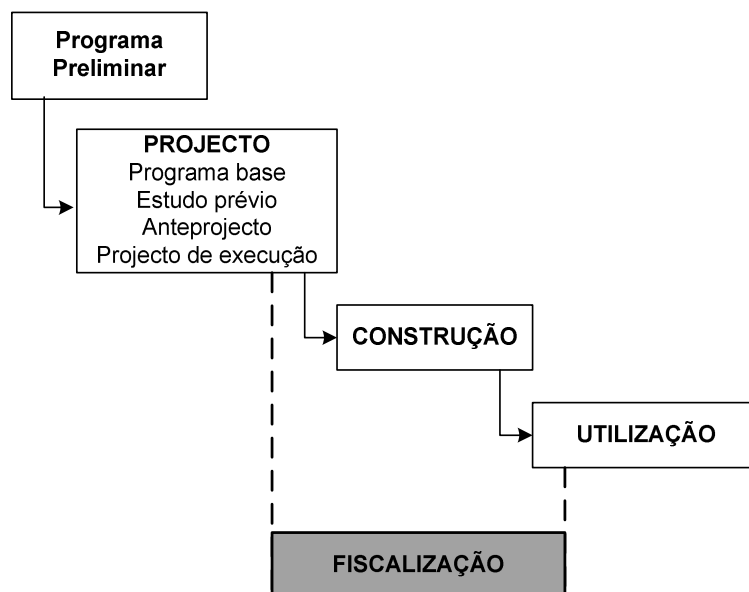 Programa
Preliminar
PROJECTO
Programa base
Estudo prévio
Anteprojecto
Projecto de execução
CONSTRUÇÃO
UTILIZAÇÃO
FISCALIZAÇÃO